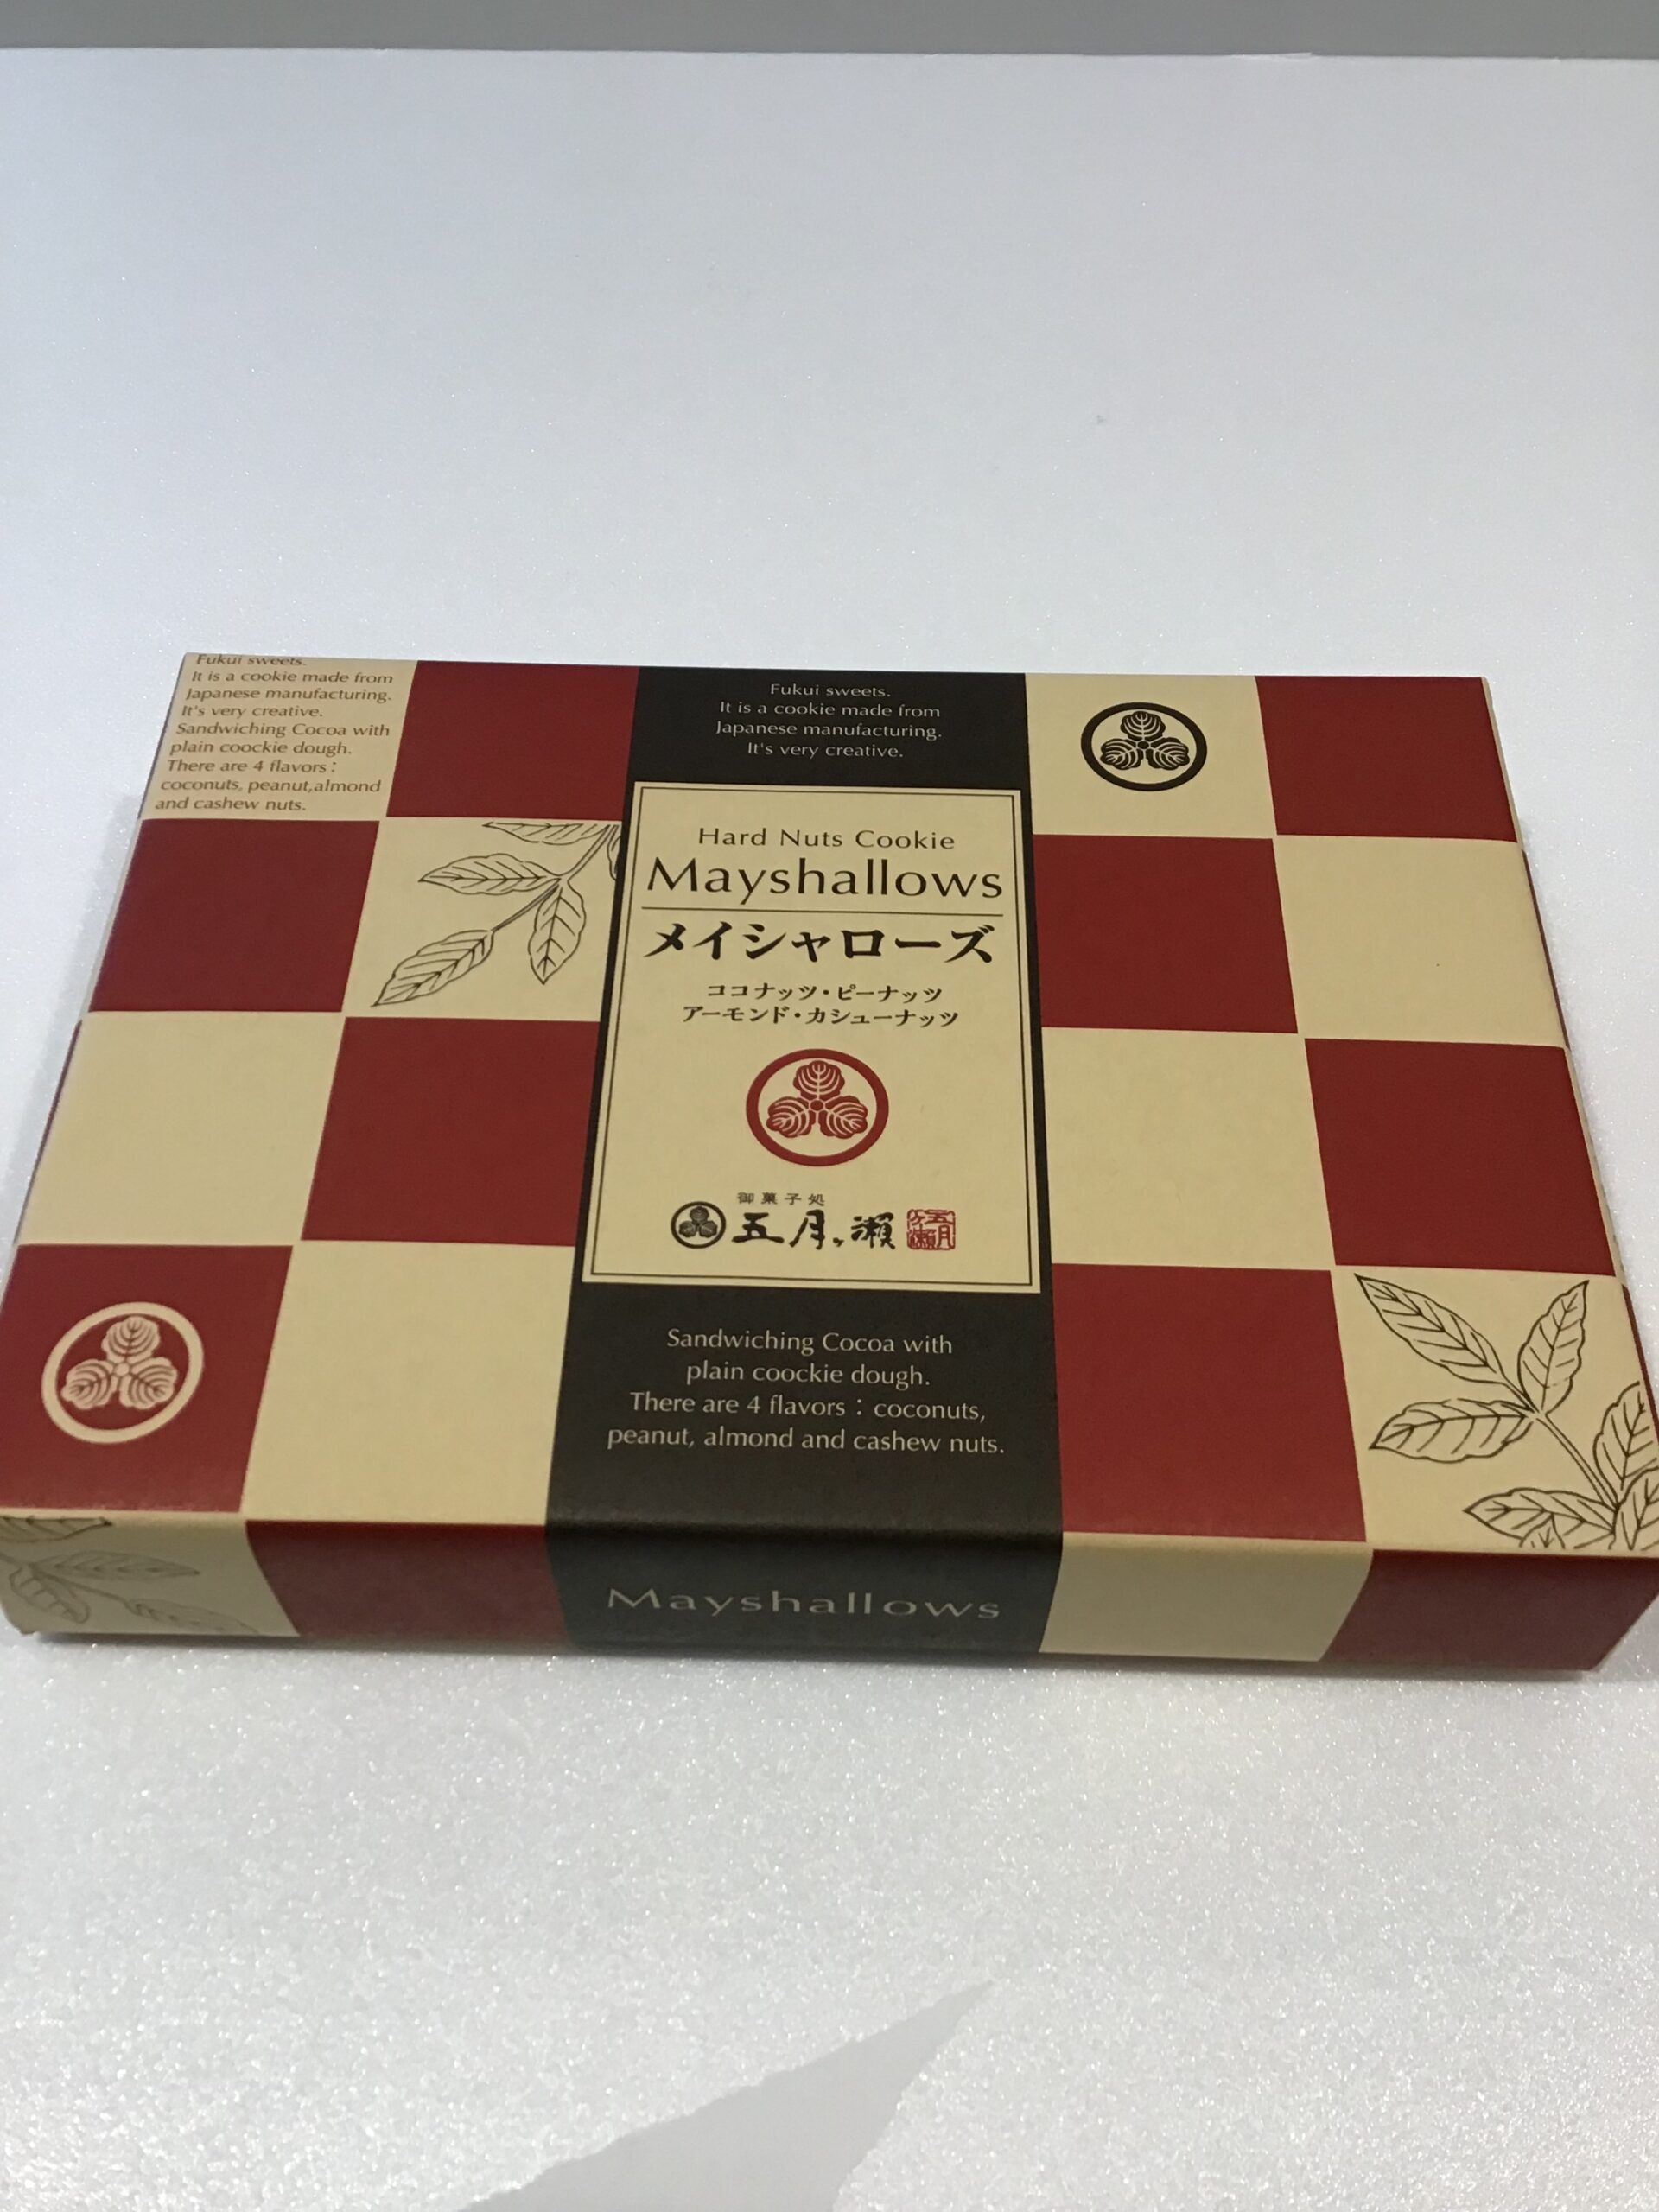 Fukui sweets.
It is a cookie made from
Japanese manufacturing.
It's very creative.
Sandwiching Cocoa with
plain coockie dough.
There are 4 flavors：
coconuts, peanut,almond
and cashew nuts.
Fukui sweets.
It is a cookie made from
Japanese manufacturing.
It's very creative.
Hard Nuts Cookie
Mayshallows
メイシャローズ
ココナッツ・ピーナッツ
アーモンド・カシューナッツ
御菓子処
五月ヶ瀬
五月ヶ瀬
Sandwiching Cocoa with
plain coockie dough.
There are 4 flavors：coconuts,
peanut, almond and cashew nuts.
Mayshallows